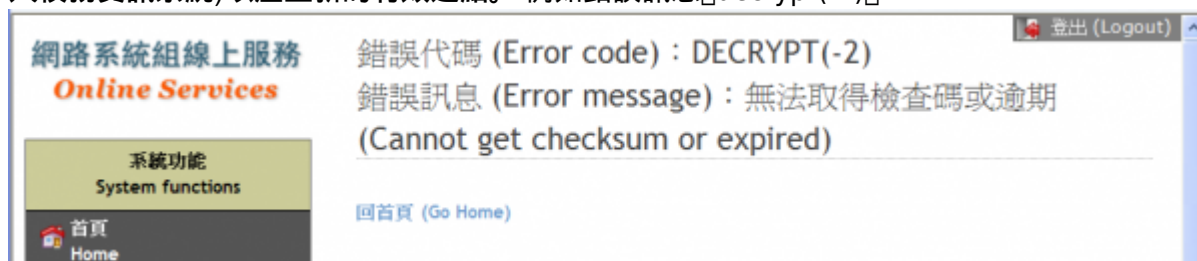 登出 (Logout)
網路系統組線上服務
Online Services
錯誤代碼 (Error code)：DECRYPT(-2)
錯誤訊息 (Error message)：無法取得檢查碼或逾期
(Cannot get checksum or expired)
系統功能
System functions
回首頁 (Go Home)
首頁
Home